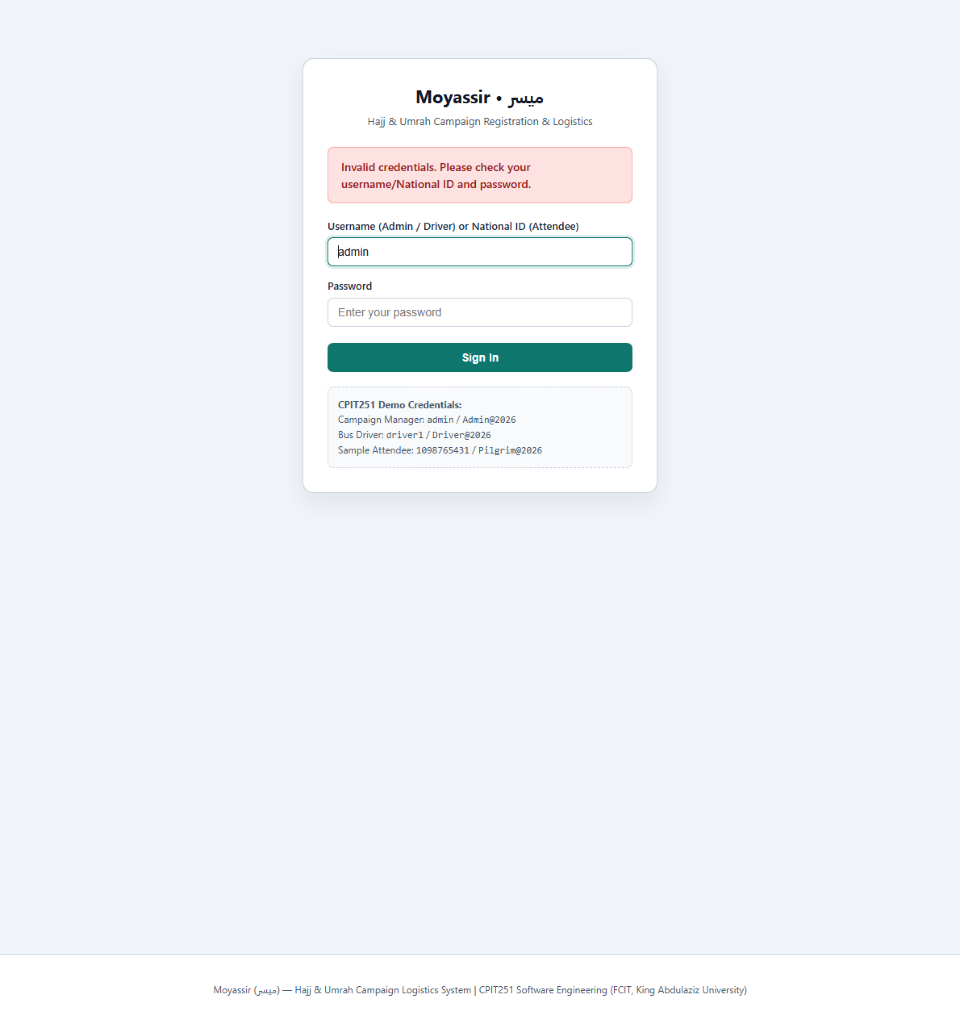 Moyassir • ميسر
Hajj & Umrah Campaign Registration & Logistics
Invalid credentials. Please check your
username/National ID and password.
Username (Admin / Driver) or National ID (Attendee)
admin
Password
Enter your password
Sign In
CPIT251 Demo Credentials:
Campaign Manager: admin / Admin@2026
Bus Driver: driver1 / Driver@2026
Sample Attendee: 1098765431 / Pilgrim@2026
Moyassir (ميسر) — Hajj & Umrah Campaign Logistics System | CPIT251 Software Engineering (FCIT, King Abdulaziz University)